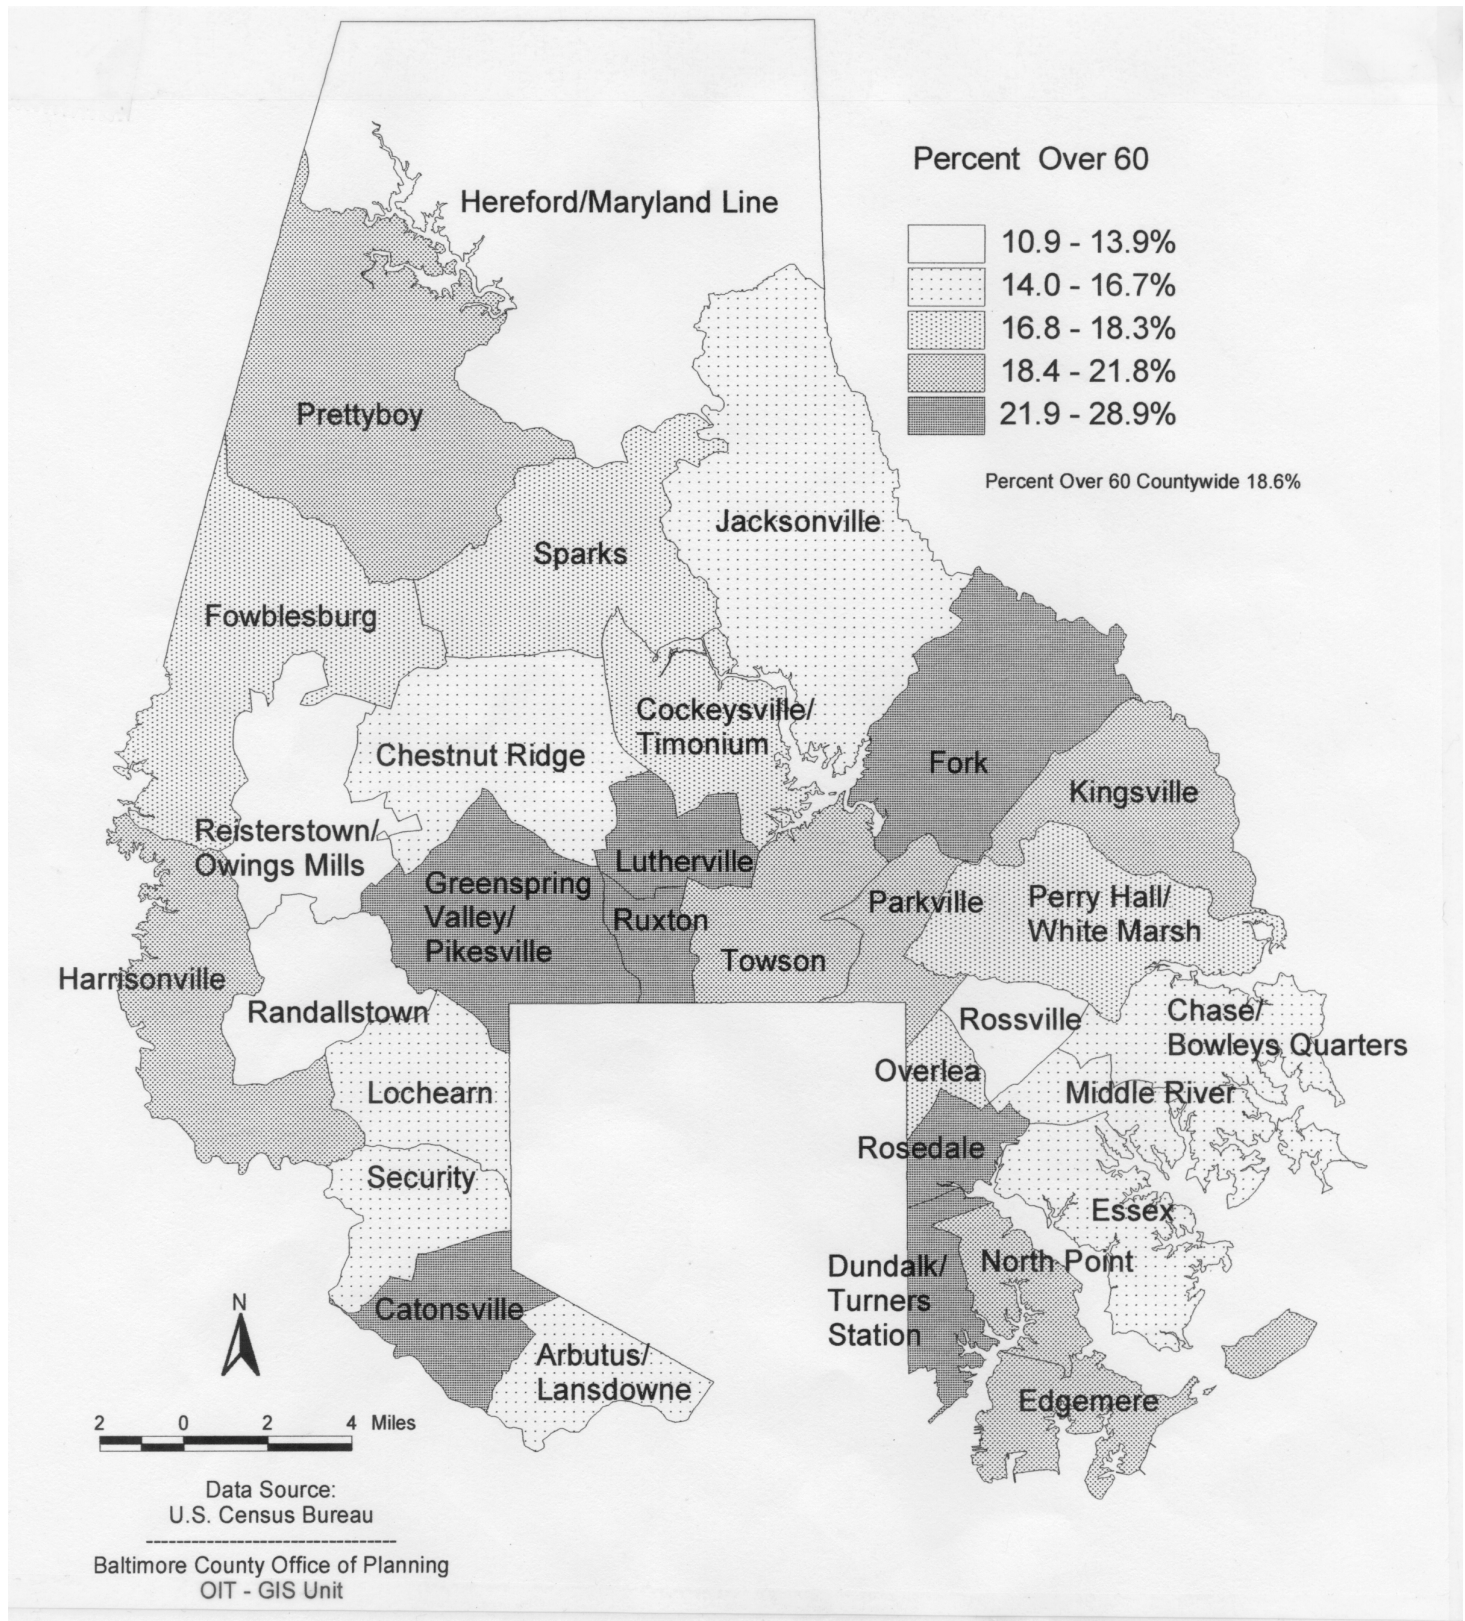 Percent Over 60
10.9 - 13.9%
14.0 - 16.7%
16.8 - 18.3%
18.4 - 21.8%
21.9 - 28.9%
Percent Over 60 Countywide 18.6%
Hereford/Maryland Line
Prettyboy
Jacksonville
Sparks
Fowblesburg
Cockeysville/
Timonium
Chestnut Ridge
Fork
Kingsville
Reisterstown/
Owings Mills
Lutherville
Greenspring
Valley/
Pikesville
Ruxton
Parkville
Perry Hall/
White Marsh
Towson
Harrisonville
Randallstown
Rossville
Chase/
Bowleys Quarters
Overlea
Middle River
Lochearn
Rosedale
Security
Essex
North Point
Dundalk/
Turners
Station
Catonsville
Arbutus/
Lansdowne
Edgemere
N
2 0 2 4 Miles
Data Source:
U.S. Census Bureau
--------------------------------
Baltimore County Office of Planning
OIT - GIS Unit